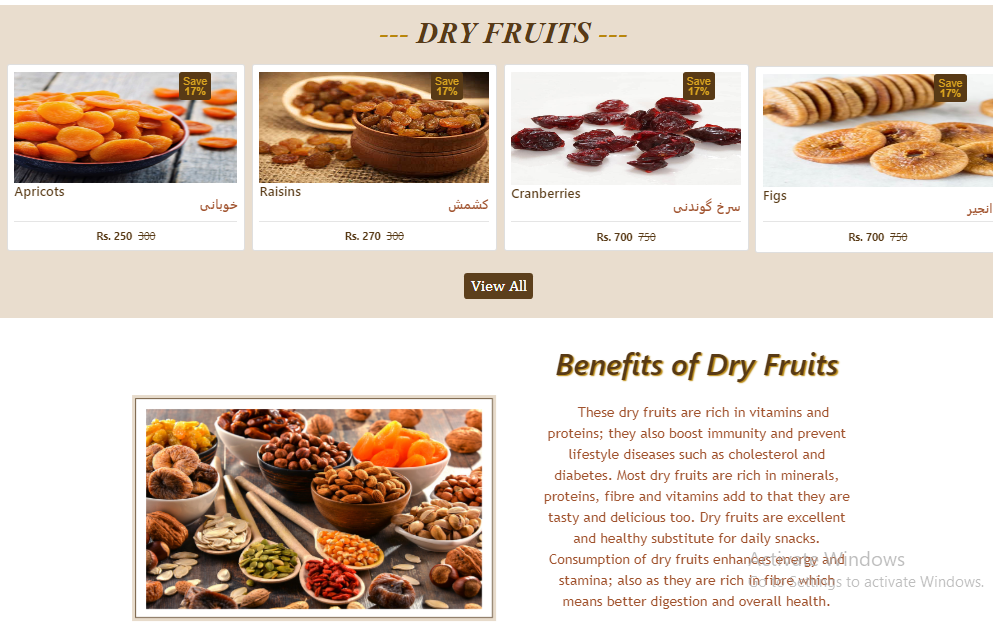 --- DRY FRUITS ---
Save
17%
Apricots
خوبانی
Rs. 250 300
Save
17%
Raisins
کشمش
Rs. 270 300
Save
17%
Cranberries
سرخ گوندنی
Rs. 700 750
Save
17%
Figs
انجیر
Rs. 700 750
View All
Benefits of Dry Fruits
These dry fruits are rich in vitamins and
proteins; they also boost immunity and prevent
lifestyle diseases such as cholesterol and
diabetes. Most dry fruits are rich in minerals,
proteins, fibre and vitamins add to that they are
tasty and delicious too. Dry fruits are excellent
and healthy substitute for daily snacks.
Consumption of dry fruits enhances energy and
stamina; also as they are rich in fibre which
means better digestion and overall health.
Activate Windows
Go to Settings to activate Windows.